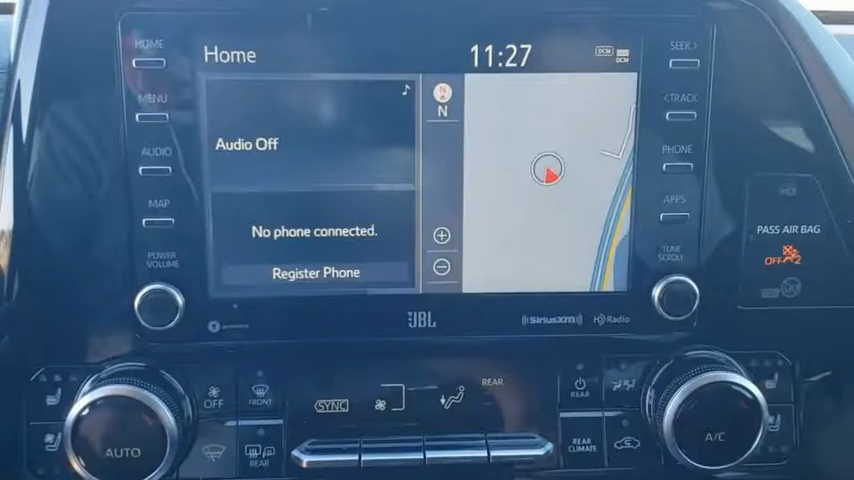 HOME
MENU
AUDIO
MAP
POWER
VOLUME
Home
11:27
DCM
DCM
Audio Off
N
N
No phone connected.
Register Phone
SEEK>
<TRACK
PHONE
APPS
TUNE
SCROLL
PASS AIR BAG
OFF 2
JBL
((SiriusXM))
HD Radio
AUTO
OFF
FRONT
REAR
SYNC
REAR
REAR
REAR
CLIMATE
A/C